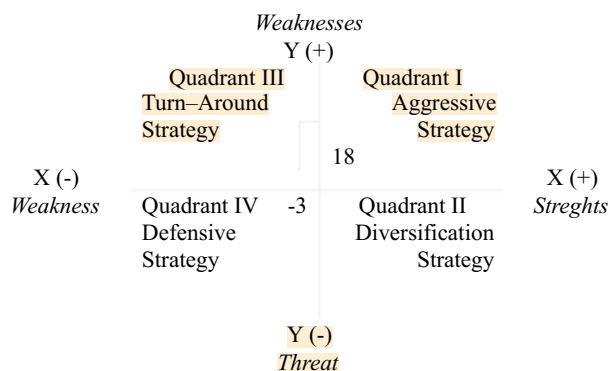 Weaknesses
Y (+)
Quadrant III
Turn–Around
Strategy
Quadrant I
Aggressive
Strategy
18
X (-)
Weakness
X (+)
Streghts
Quadrant IV
Defensive
Strategy
-3
Quadrant II
Diversification
Strategy
Y (-)
Threat